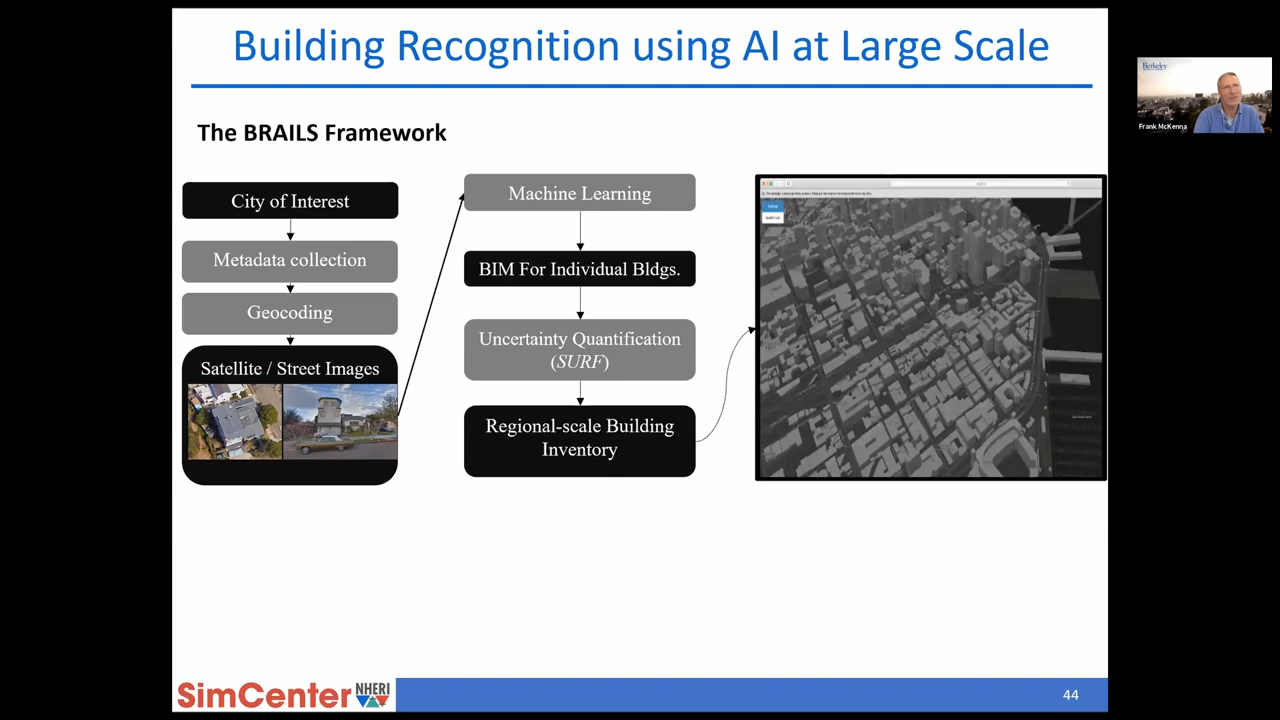 Building Recognition using AI at Large Scale
The BRAILS Framework
City of Interest
Metadata collection
Geocoding
Satellite / Street Images
Machine Learning
BIM For Individual Bldgs.
Uncertainty Quantification
(SURF)
Regional-scale Building
Inventory
Berkeley
Frank McKenna
SimCenter NHERI
44